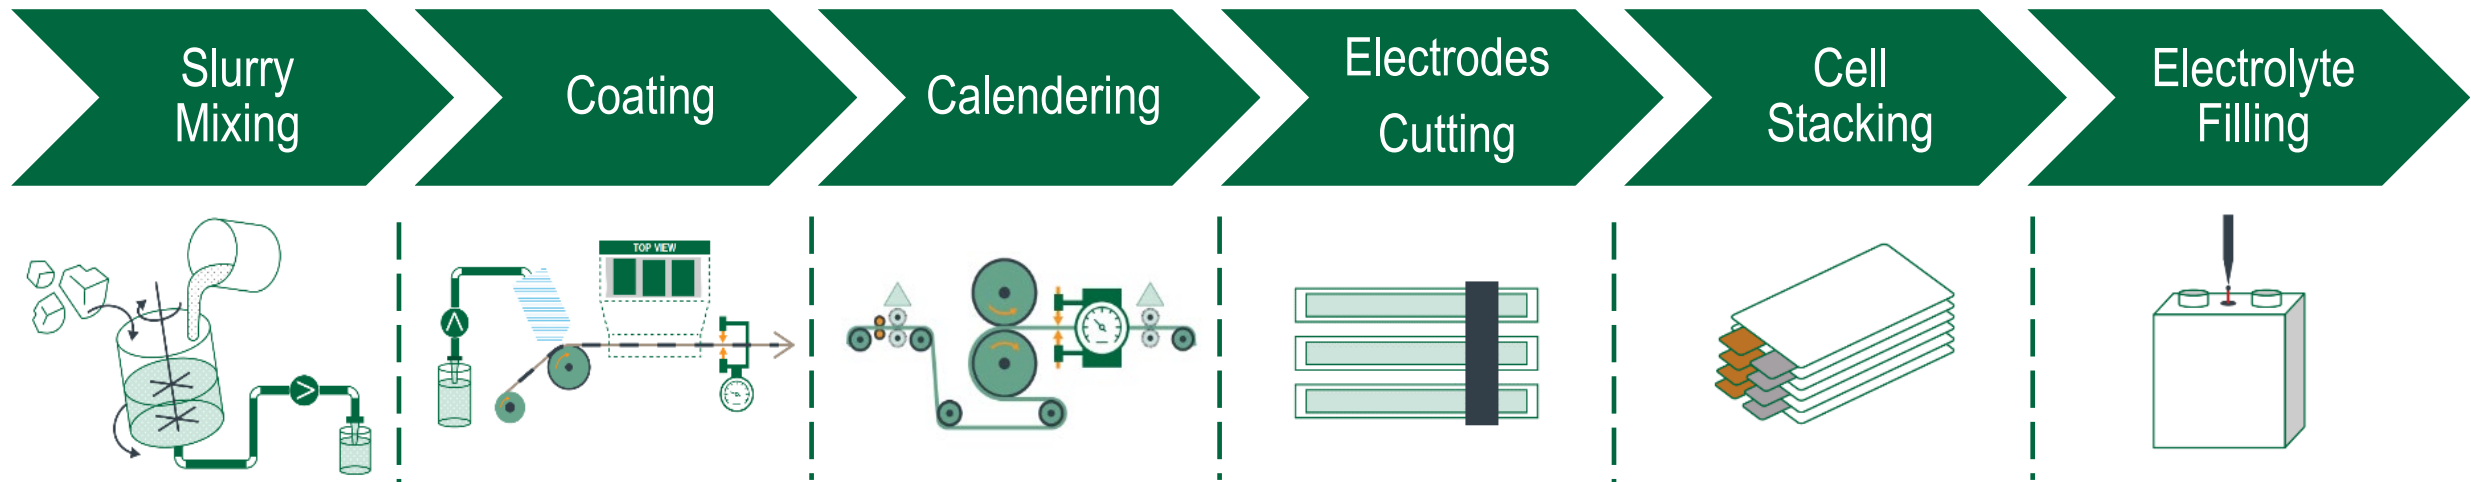 Slurry
Mixing
Coating
Calendering
Electrodes
Cutting
Cell
Stacking
Electrolyte
Filling
TOP VIEW